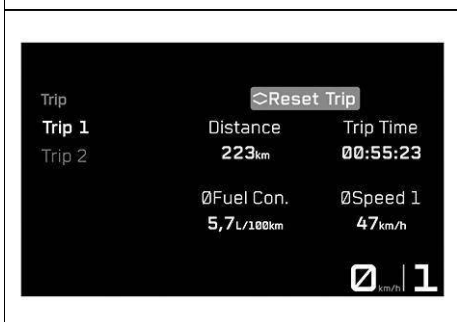 Trip
Reset Trip
Trip 1
Distance
Trip Time
Trip 2
223km
00:55:23
ØFuel Con.
ØSpeed 1
5,7L/100km
47km/h
0km/h 1